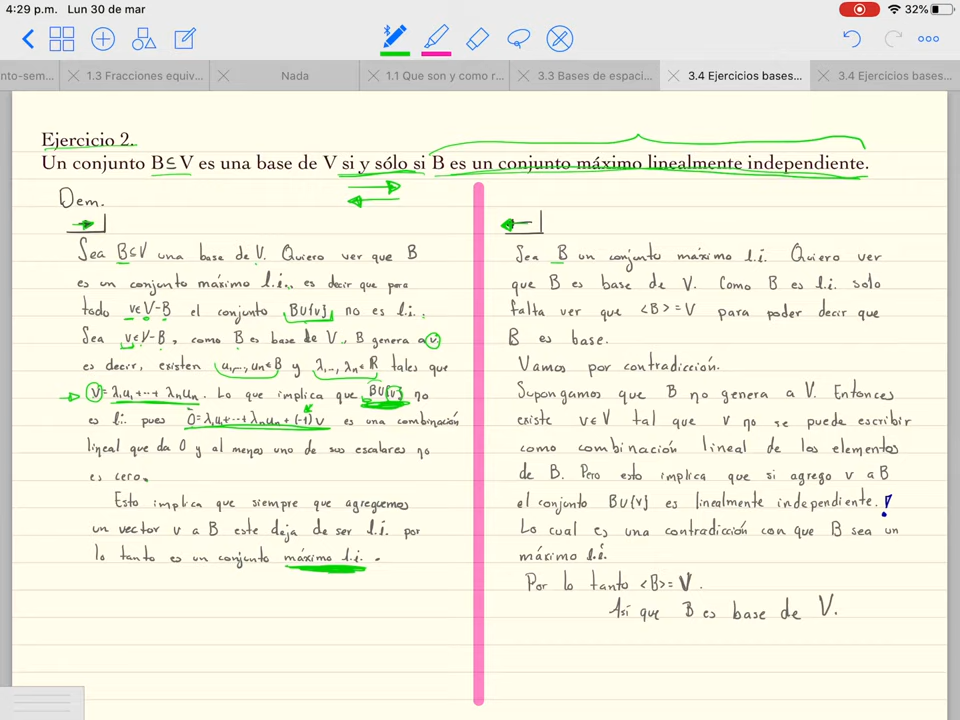 4:29 p.m. Lun 30 de mar
32%
nto-sem...
1.3 Fracciones equiv...
Nada
1.1 Que son y como r...
3.3 Bases de espaci...
3.4 Ejercicios bases...
3.4 Ejercicios bases...
Ejercicio 2.
Un conjunto B⊆V es una base de V si y sólo si B es un conjunto máximo linealmente independiente.
Dem.
Sea B⊆V una base de V. Quiero ver que B
es un conjunto máximo l.i., es decir que para
todo v∈V-B el conjunto BU{v} no es l.i.
Sea v∈V-B, como B es base de V, B genera a v
es decir, existen u₁,...,uₙ∈B y λ₁,...,λₙ∈R tales que
V=λ₁u₁+...+λₙuₙ. Lo que implica que BU{v} no
es l.i. pues 0=λ₁u₁+...+λₙuₙ+(-1)v es una combinación
lineal que da 0 y al menos uno de sus escalares no
es cero.
Esto implica que siempre que agreguemos
un vector v a B este deja de ser l.i. por
lo tanto es un conjunto máximo l.i.
Sea B un conjunto máximo l.i. Quiero ver
que B es base de V. Como B es l.i. solo
falta ver que <B>=V para poder decir que
B es base.
Vamos por contradicción.
Supongamos que B no genera a V. Entonces
existe v∈V tal que v no se puede escribir
como combinación lineal de los elementos
de B. Pero esto implica que si agrego v a B
el conjunto BU{v} es linealmente independiente. !
Lo cual es una contradicción con que B sea un
máximo l.i.
Por lo tanto <B>=V.
Así que B es base de V.